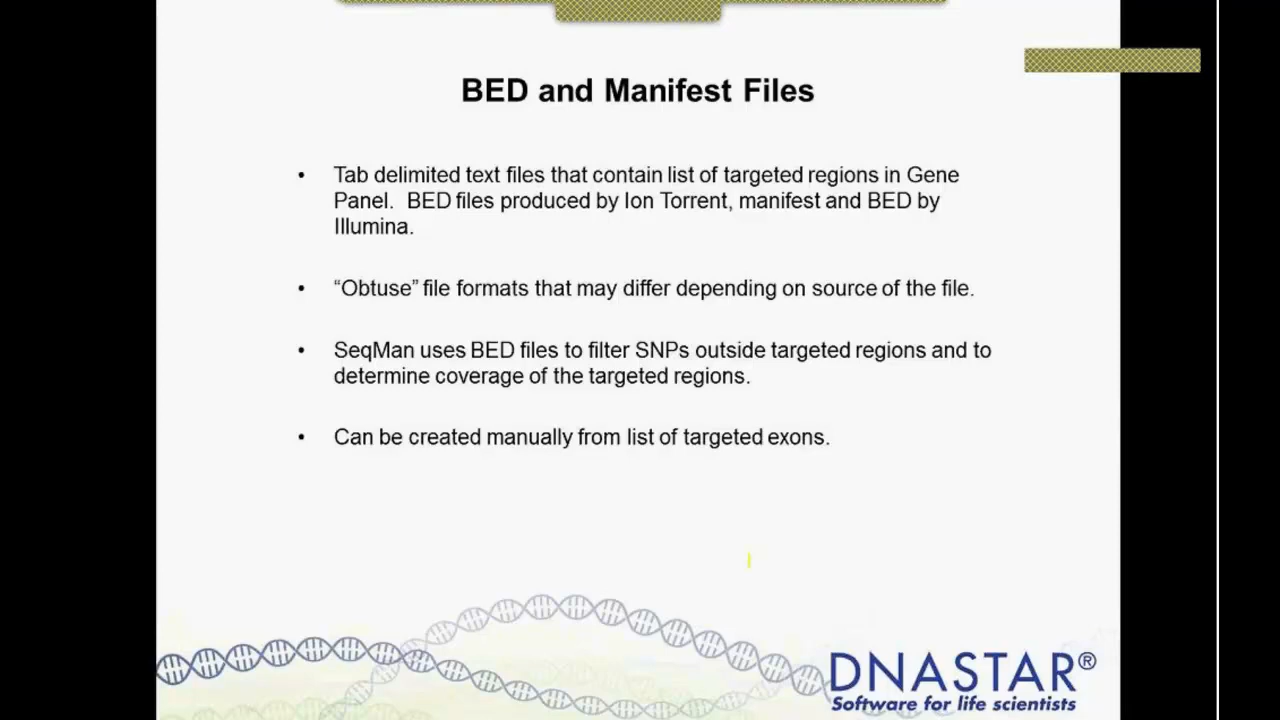 BED and Manifest Files
• Tab delimited text files that contain list of targeted regions in Gene
Panel.  BED files produced by Ion Torrent, manifest and BED by
Illumina.
• “Obtuse” file formats that may differ depending on source of the file.
• SeqMan uses BED files to filter SNPs outside targeted regions and to
determine coverage of the targeted regions.
• Can be created manually from list of targeted exons.
DNASTAR®
Software for life scientists